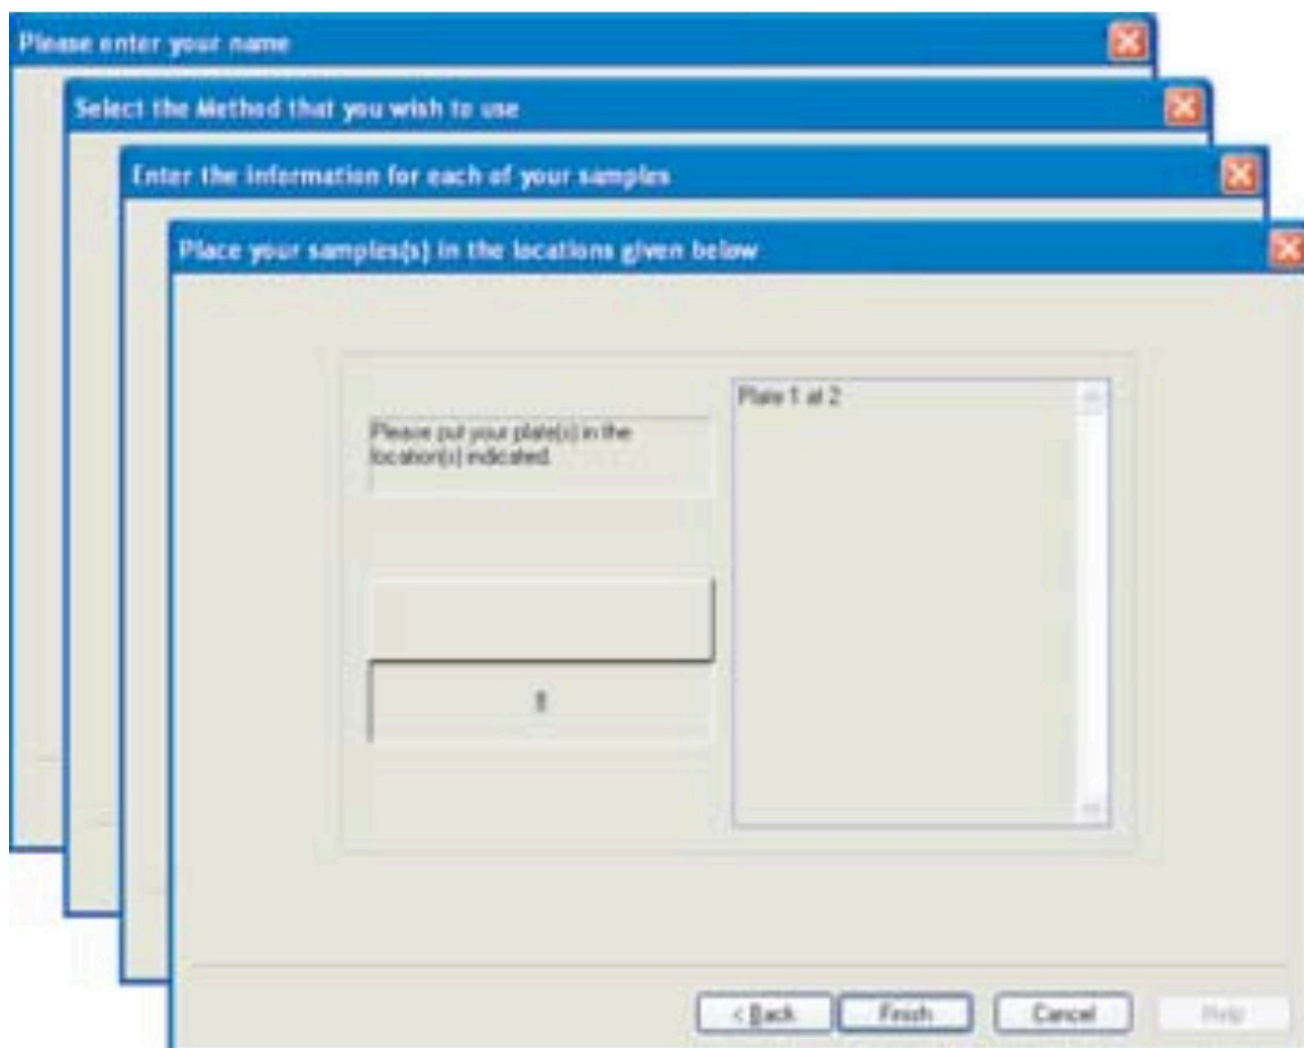 Please enter your name
Select the Method that you wish to use
Enter the information for each of your samples
Place your samples(s) in the locations given below
Please put your plate(s) in the
location(s) indicated.
Plate 1 at 2
< Back
Finish
Cancel
Help